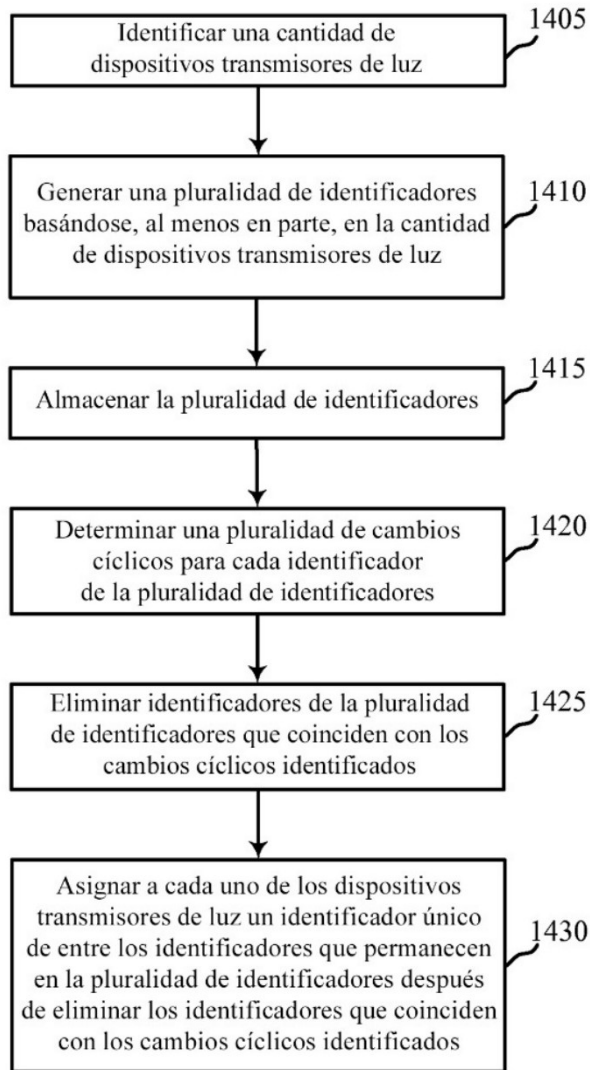 1405
Identificar una cantidad de
dispositivos transmisores de luz
1410
Generar una pluralidad de identificadores
basándose, al menos en parte, en la cantidad
de dispositivos transmisores de luz
1415
Almacenar la pluralidad de identificadores
1420
Determinar una pluralidad de cambios
cíclicos para cada identificador
de la pluralidad de identificadores
1425
Eliminar identificadores de la pluralidad
de identificadores que coinciden con los
cambios cíclicos identificados
1430
Asignar a cada uno de los dispositivos
transmisores de luz un identificador único
de entre los identificadores que permanecen
en la pluralidad de identificadores después
de eliminar los identificadores que coinciden
con los cambios cíclicos identificados